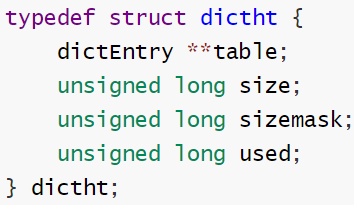 typedef struct dictht {
    dictEntry **table;
    unsigned long size;
    unsigned long sizemask;
    unsigned long used;
} dictht;